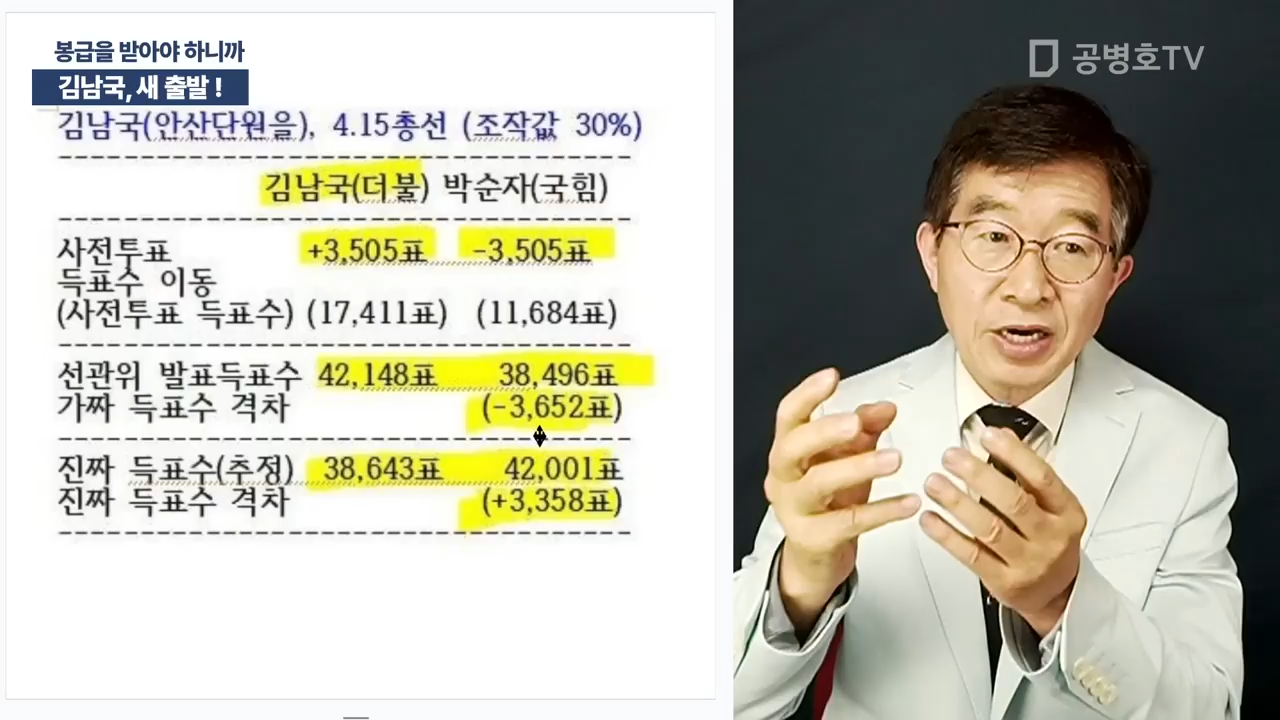 봉급을 받아야 하니까
김남국, 새 출발 !
공병호TV
김남국(안산단원을), 4.15총선 (조작값 30%)
김남국(더불) 박순자(국힘)
사전투표 +3,505표 -3,505표
득표수 이동
(사전투표 득표수) (17,411표) (11,684표)
선관위 발표득표수 42,148표 38,496표
가짜 득표수 격차 (-3,652표)
진짜 득표수(추정) 38,643표 42,001표
진짜 득표수 격차 (+3,358표)